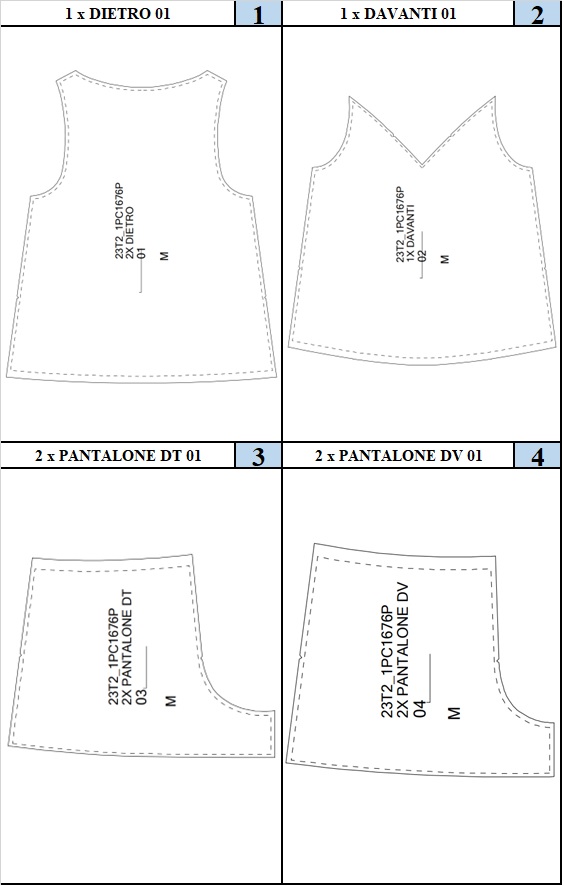 1 x DIETRO 01
1
1 x DAVANTI 01
2
23T2_1PC1676P
2X DIETRO
01
M
23T2_1PC1676P
1X DAVANTI
02
M
2 x PANTALONE DT 01
3
2 x PANTALONE DV 01
4
23T2_1PC1676P
2X PANTALONE DT
03
M
23T2_1PC1676P
2X PANTALONE DV
04
M